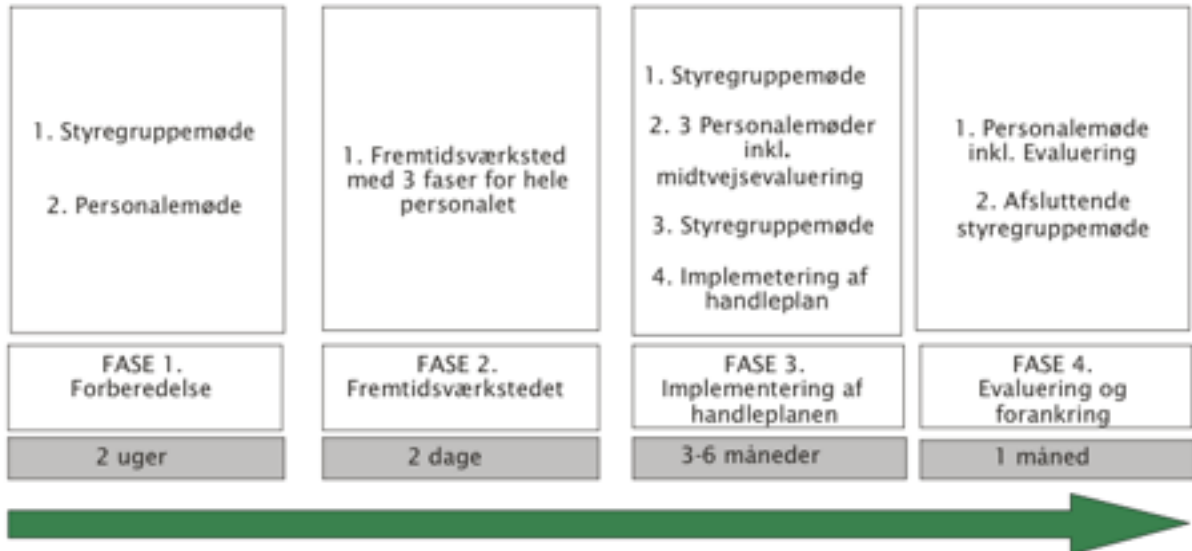 1. Styregruppemøde
2. Personalemøde
1. Fremtidsværksted
med 3 faser for hele
personalet
1. Styregruppemøde
2. 3 Personalemøder
inkl.
midtvejsevaluering
3. Styregruppemøde
4. Implemetering af
handleplan
1. Personalemøde
inkl. Evaluering
2. Afsluttende
styregruppemøde
FASE 1.
Forberedelse
FASE 2.
Fremtidsværkstedet
FASE 3.
Implementering af
handleplanen
FASE 4.
Evaluering og
forankring
2 uger
2 dage
3-6 måneder
1 måned